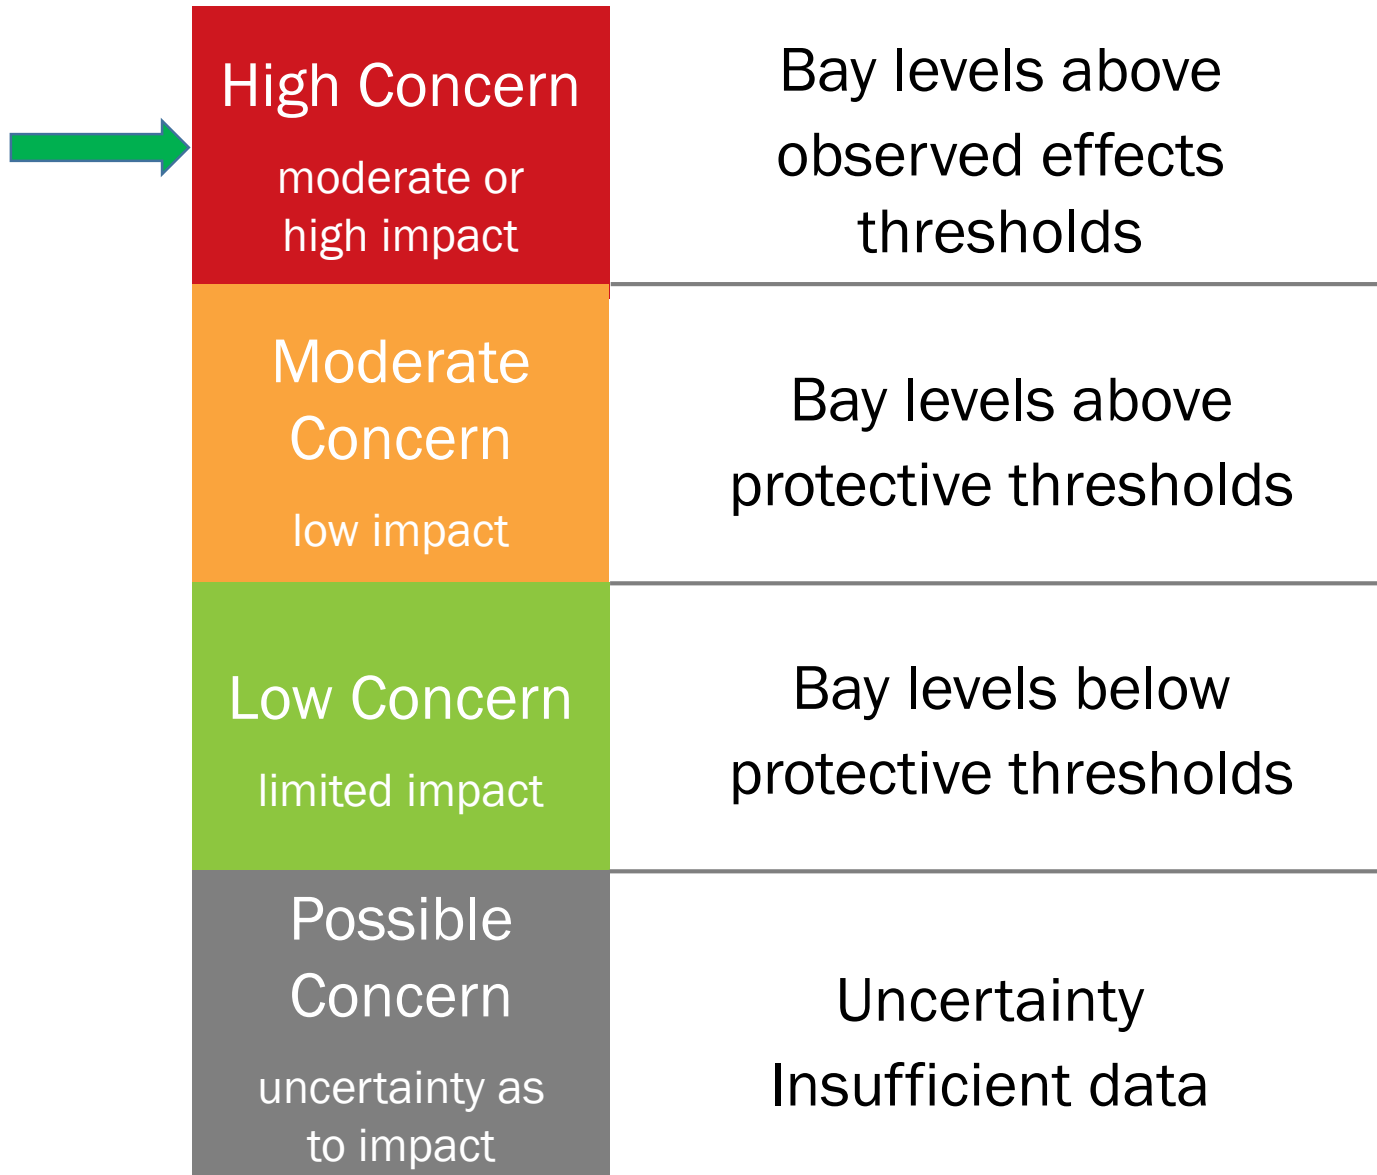 High Concern
moderate or
high impact
Bay levels above
observed effects
thresholds
Moderate
Concern
low impact
Bay levels above
protective thresholds
Low Concern
limited impact
Bay levels below
protective thresholds
Possible
Concern
uncertainty as
to impact
Uncertainty
Insufficient data